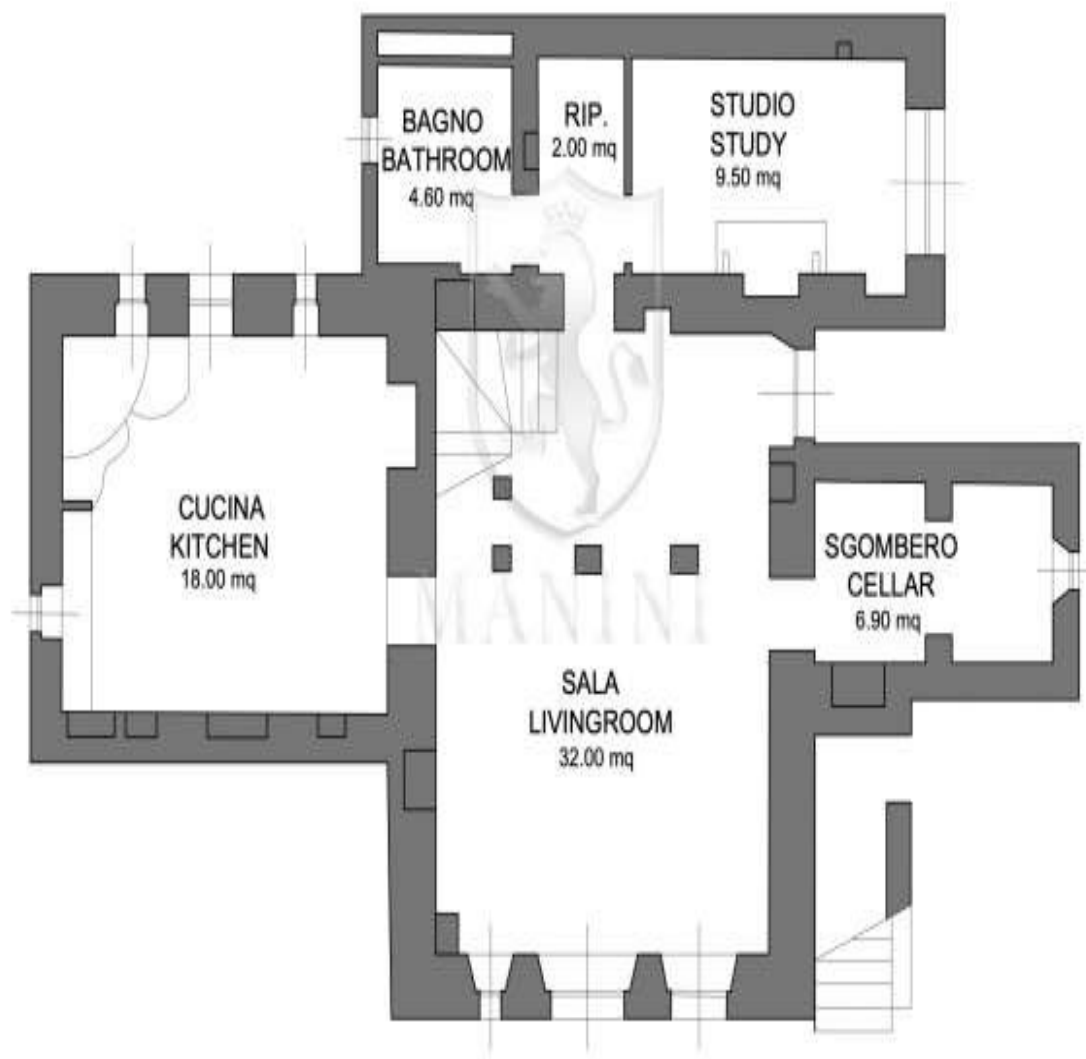 BAGNO
BATHROOM
4.60 mq
RIP.
2.00 mq
STUDIO
STUDY
9.50 mq
CUCINA
KITCHEN
18.00 mq
SGOMBERO
CELLAR
6.90 mq
MANINI
SALA
LIVINGROOM
32.00 mq